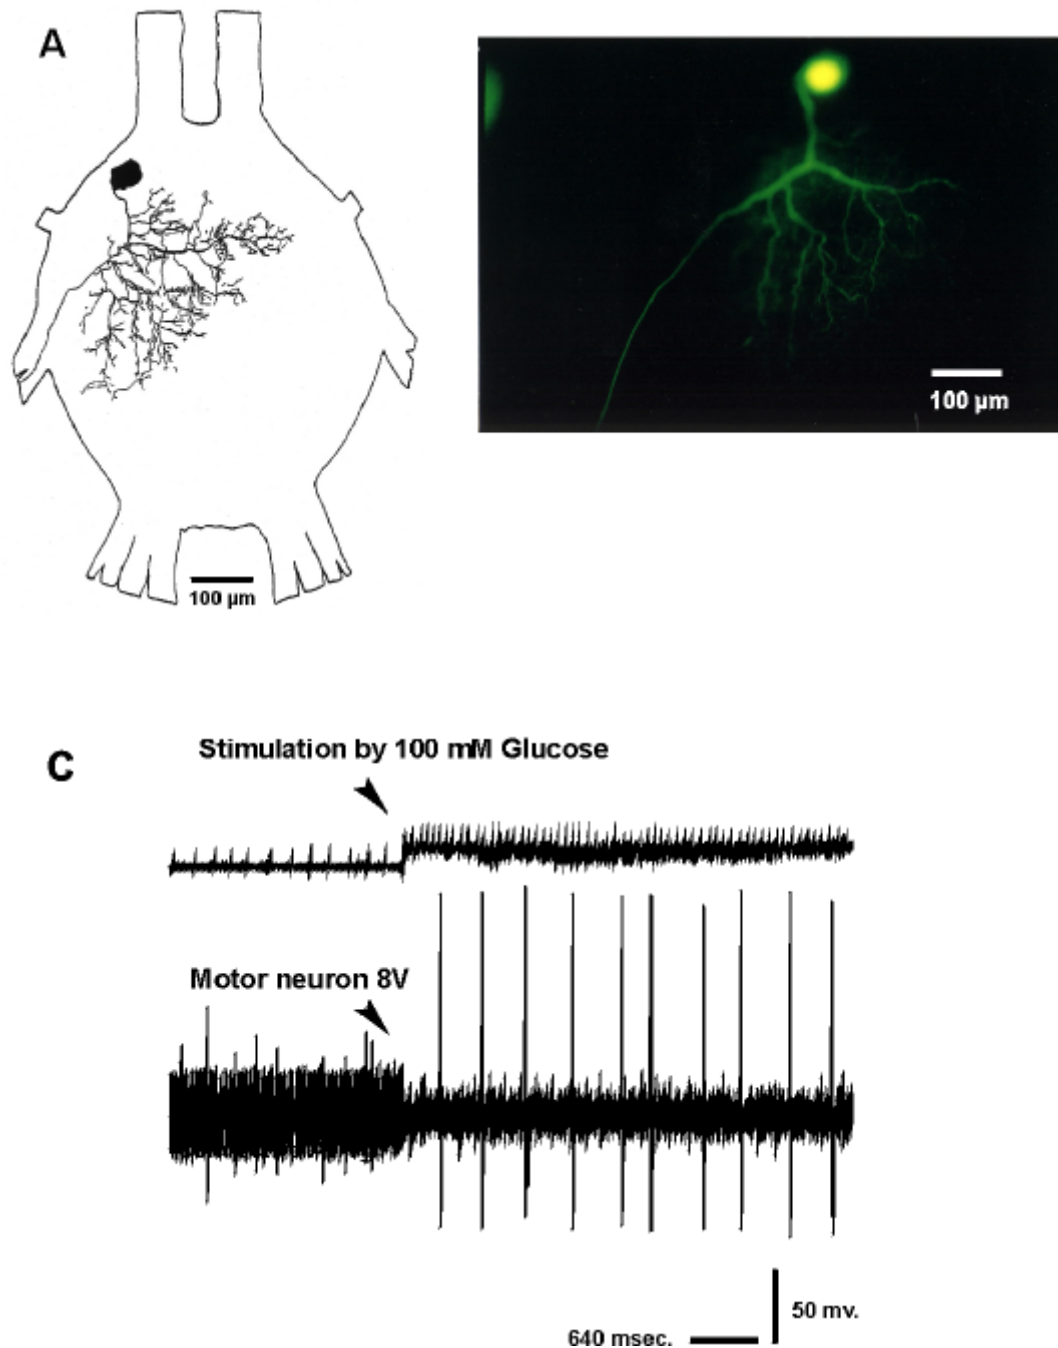 A
100 µm
100 µm
C
Stimulation by 100 mM Glucose
Motor neuron 8V
50 mv.
640 msec.